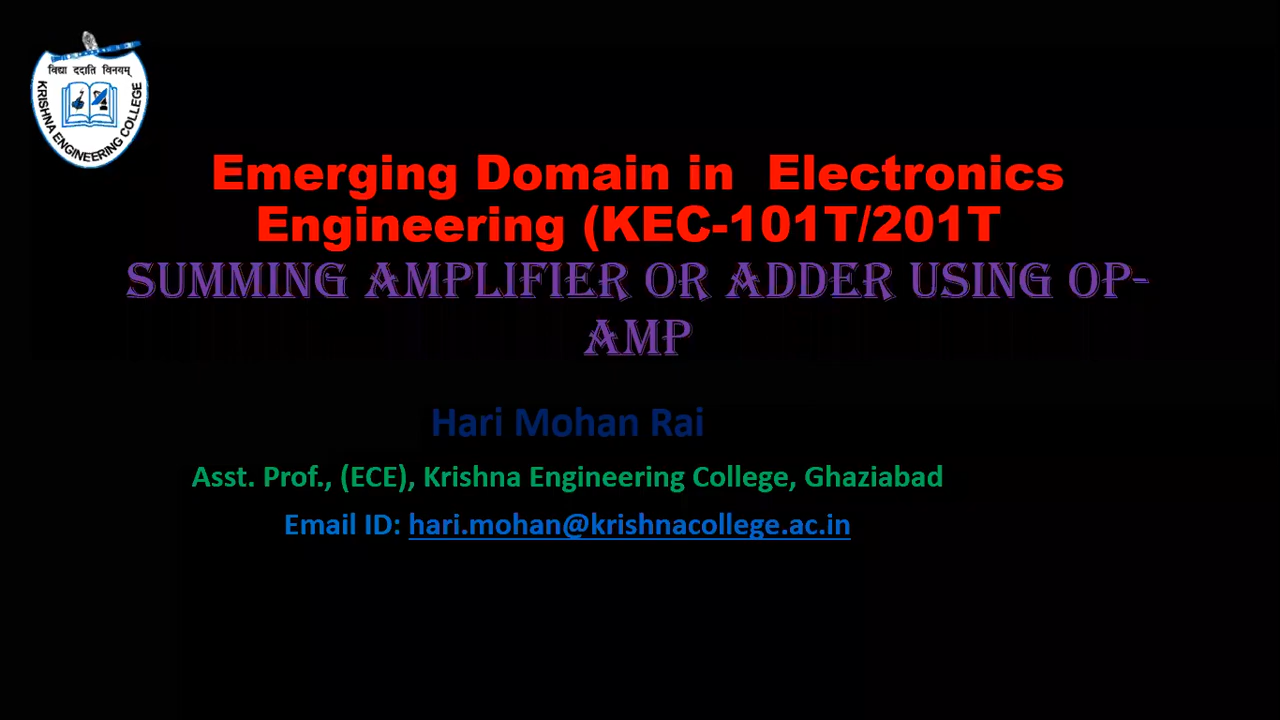 विद्या ददाति विनयम्
KRISHNA ENGINEERING COLLEGE
Emerging Domain in  Electronics
Engineering (KEC-101T/201T
SUMMING AMPLIFIER OR ADDER USING OP-
AMP
Hari Mohan Rai
Asst. Prof., (ECE), Krishna Engineering College, Ghaziabad
Email ID: hari.mohan@krishnacollege.ac.in